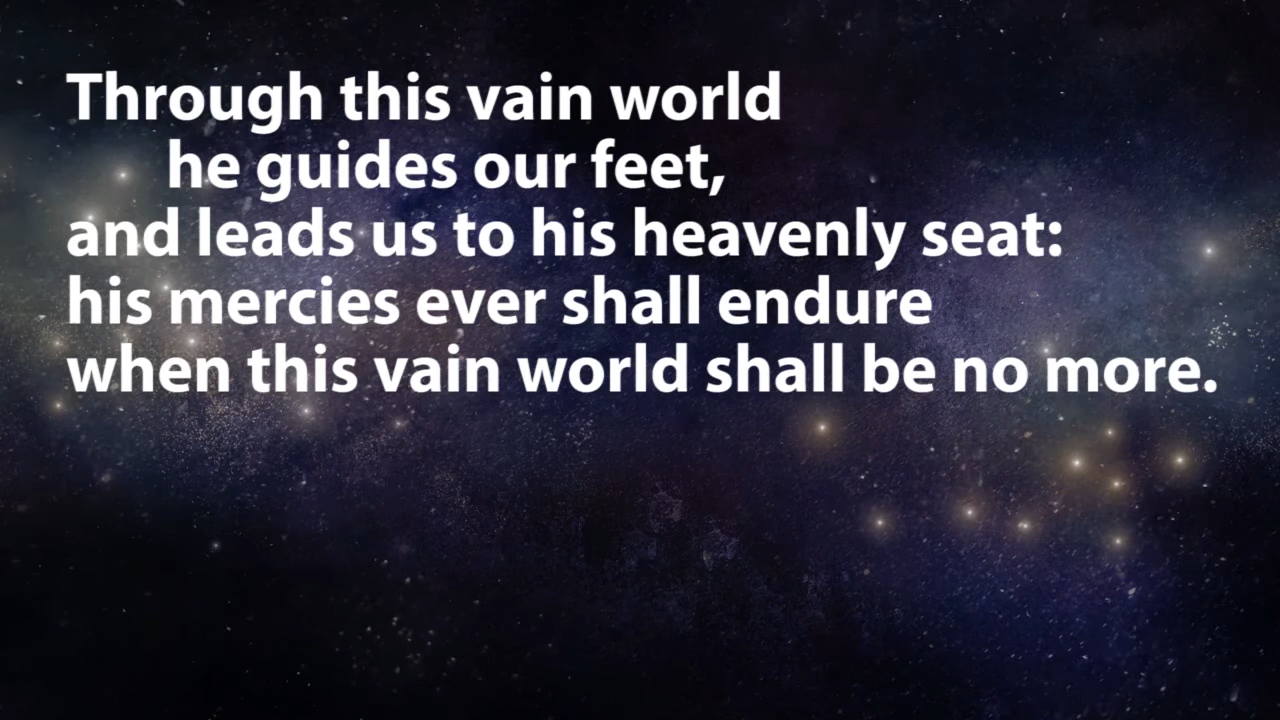 Through this vain world
he guides our feet,
and leads us to his heavenly seat:
his mercies ever shall endure
when this vain world shall be no more.